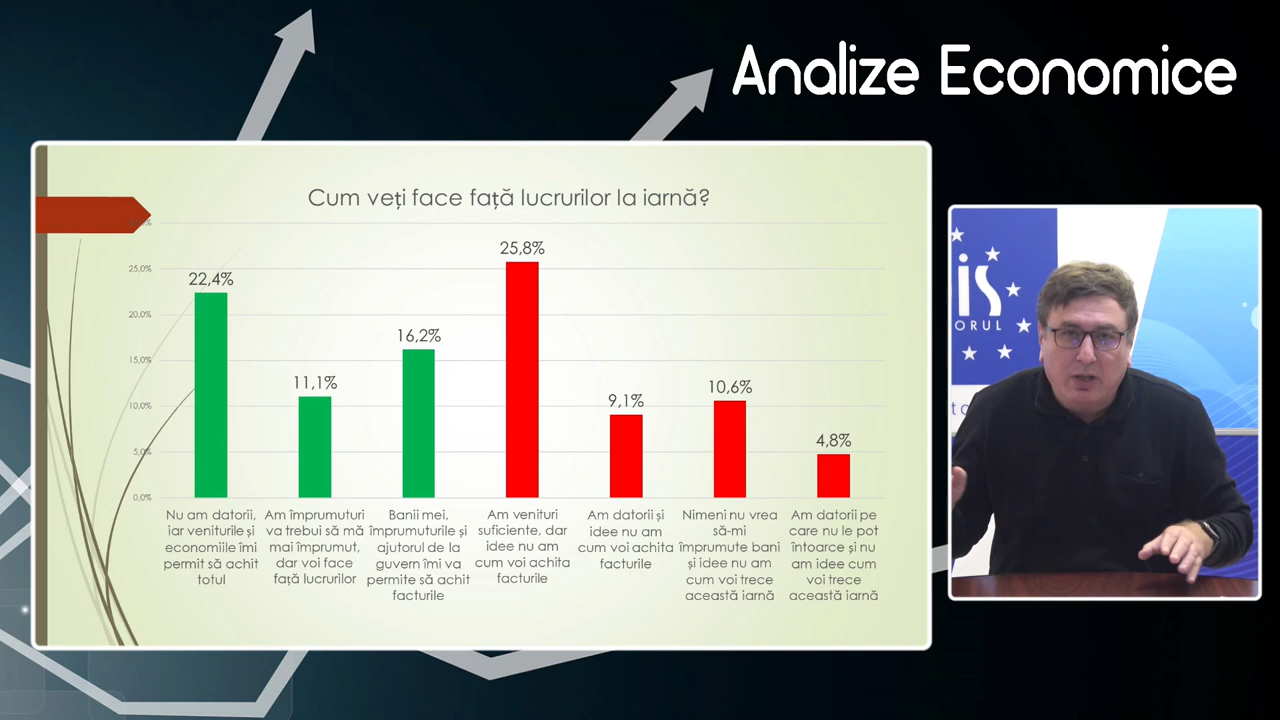 Analize Economice
Cum veți face față lucrurilor la iarnă?
25,0%
20,0%
15,0%
10,0%
5,0%
0,0%
22,4%
11,1%
16,2%
25,8%
9,1%
10,6%
4,8%
Nu am datorii,
iar veniturile și
economiile îmi
permit să achit
totul
Am împrumuturi
va trebui să mă
mai împrumut,
dar voi face
față lucrurilor
Banii mei,
împrumuturile și
ajutorul de la
guvern îmi va
permite să achit
facturile
Am venituri
suficiente, dar
idee nu am
cum voi achita
facturile
Am datorii și
idee nu am
cum voi achita
facturile
Nimeni nu vrea
să-mi
împrumute bani
și idee nu am
cum voi trece
această iarnă
Am datorii pe
care nu le pot
întoarce și nu
am idee cum
voi trece
această iarnă
is
ORUL